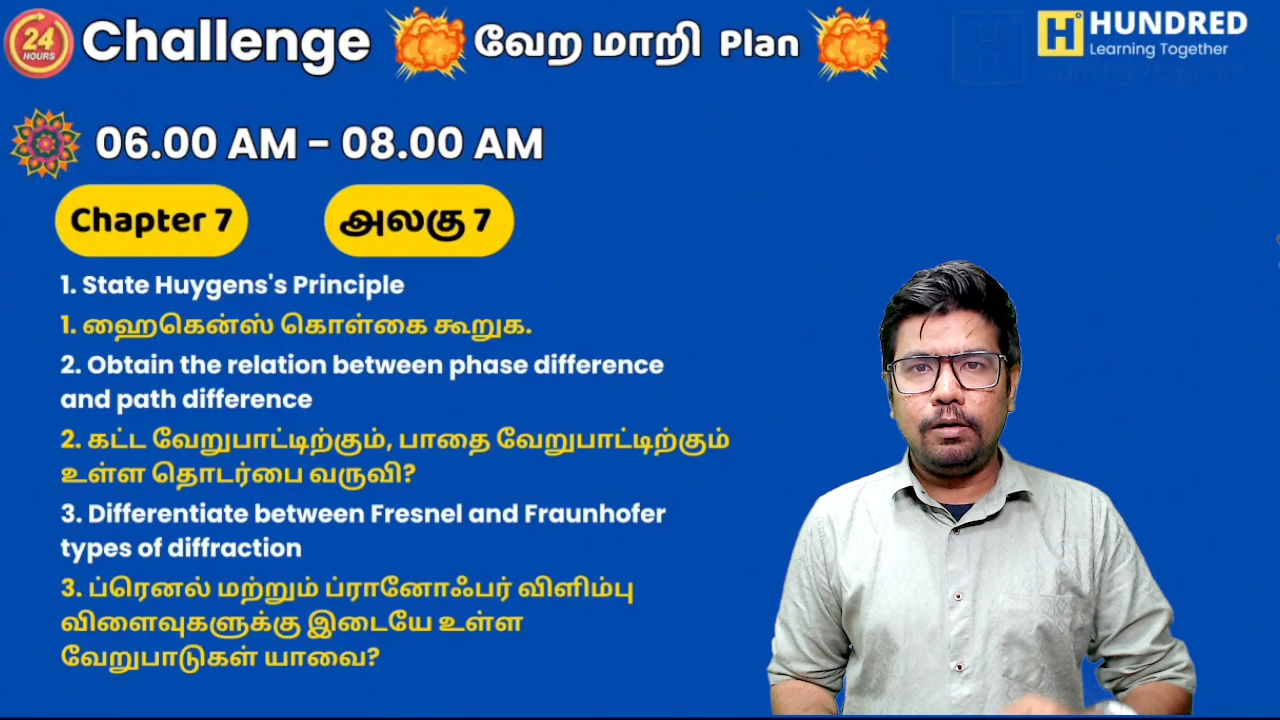 24 HOURS Challenge வேற மாறி Plan
H° HUNDRED
Learning Together
06.00 AM - 08.00 AM
Chapter 7 அலகு 7
1. State Huygens's Principle
1. ஹைகென்ஸ் கொள்கை கூறுக.
2. Obtain the relation between phase difference
and path difference
2. கட்ட வேறுபாட்டிற்கும், பாதை வேறுபாட்டிற்கும்
உள்ள தொடர்பை வருவி?
3. Differentiate between Fresnel and Fraunhofer
types of diffraction
3. ப்ரெனல் மற்றும் ப்ரானோஃபர் விளிம்பு
விளைவுகளுக்கு இடையே உள்ள
வேறுபாடுகள் யாவை?